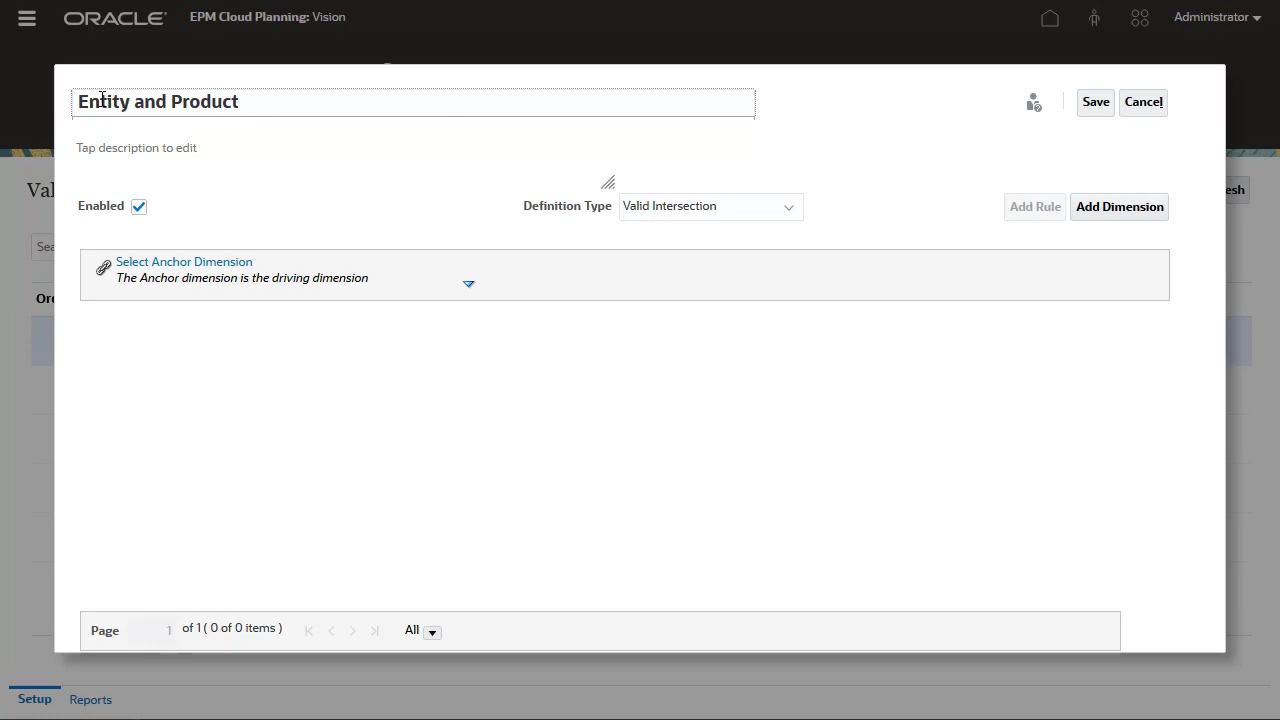 ORACLE EPM Cloud Planning: Vision Administrator
Entity and Product Save Cancel
Tap description to edit
Val esh
Enabled Definition Type Valid Intersection Add Rule Add Dimension
Sea
Select Anchor Dimension
The Anchor dimension is the driving dimension
Ord
Page 1 of 1 ( 0 of 0 items ) All
Setup Reports